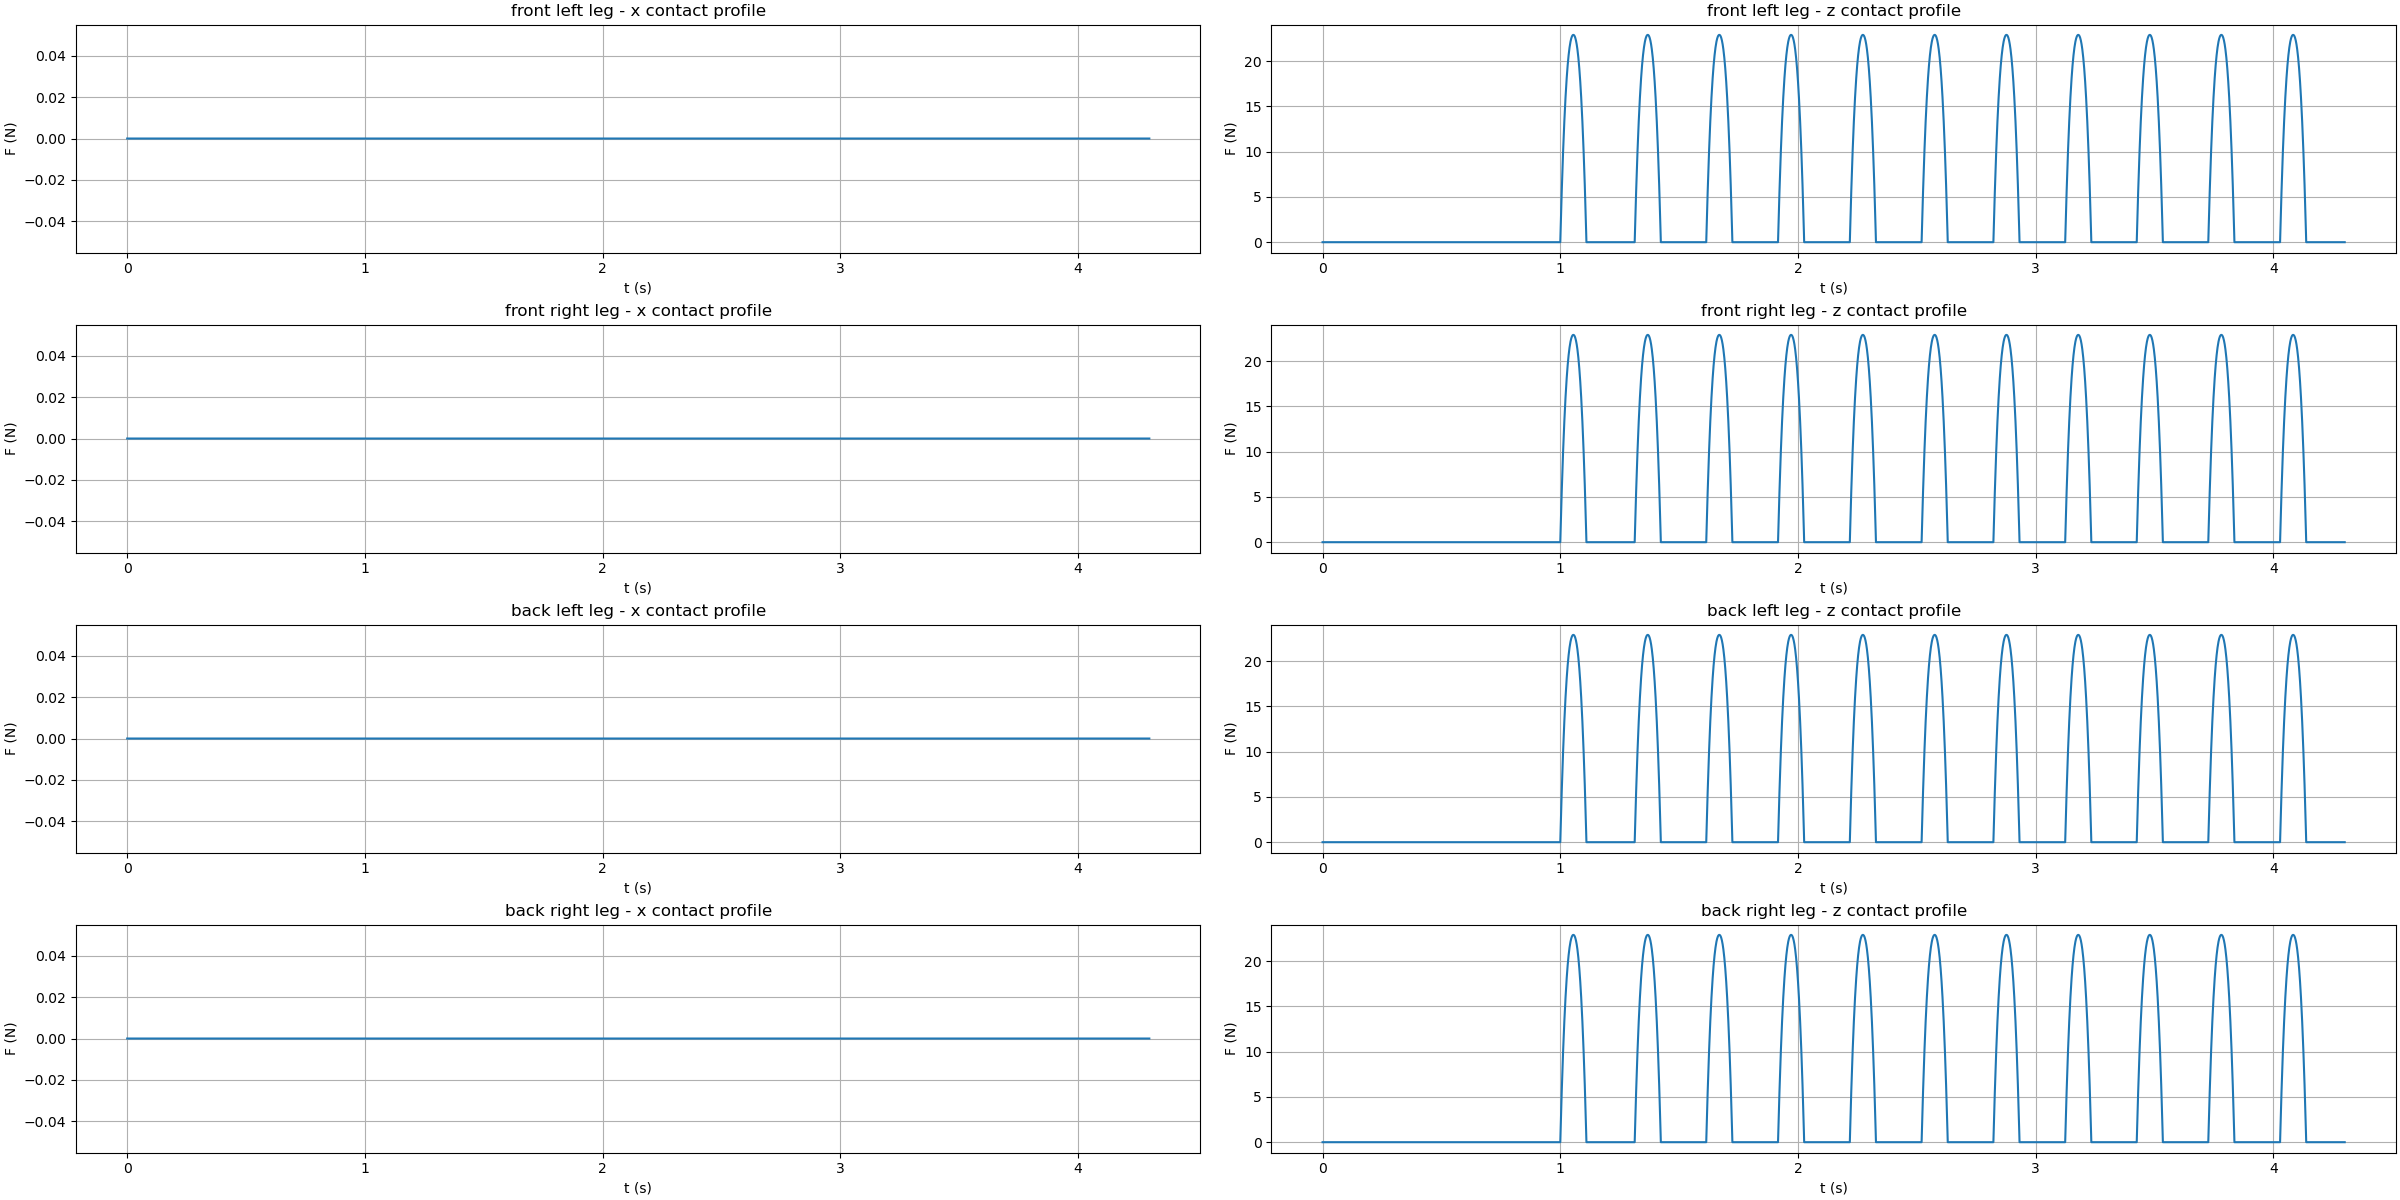 front left leg - x contact profile
F (N)
0.04
0.02
0.00
−0.02
−0.04
0 1 2 3 4
t (s)
front left leg - z contact profile
F (N)
20
15
10
5
0
0 1 2 3 4
t (s)
front right leg - x contact profile
F (N)
0.04
0.02
0.00
−0.02
−0.04
0 1 2 3 4
t (s)
front right leg - z contact profile
F (N)
20
15
10
5
0
0 1 2 3 4
t (s)
back left leg - x contact profile
F (N)
0.04
0.02
0.00
−0.02
−0.04
0 1 2 3 4
t (s)
back left leg - z contact profile
F (N)
20
15
10
5
0
0 1 2 3 4
t (s)
back right leg - x contact profile
F (N)
0.04
0.02
0.00
−0.02
−0.04
0 1 2 3 4
t (s)
back right leg - z contact profile
F (N)
20
15
10
5
0
0 1 2 3 4
t (s)